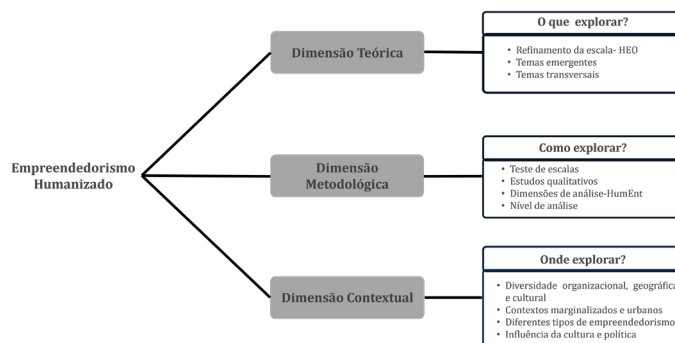 Empreendedorismo
Humanizado
Dimensão Teórica
O que explorar?
• Refinamento da escala- HEO
• Temas emergentes
• Temas transversais
Dimensão
Metodológica
Como explorar?
• Teste de escalas
• Estudos qualitativos
• Dimensões de análise-HumEnt
• Nível de análise
Dimensão Contextual
Onde explorar?
• Diversidade organizacional, geográfica
e cultural
• Contextos marginalizados e urbanos
• Diferentes tipos de empreendedorismo
• Influência da cultura e política